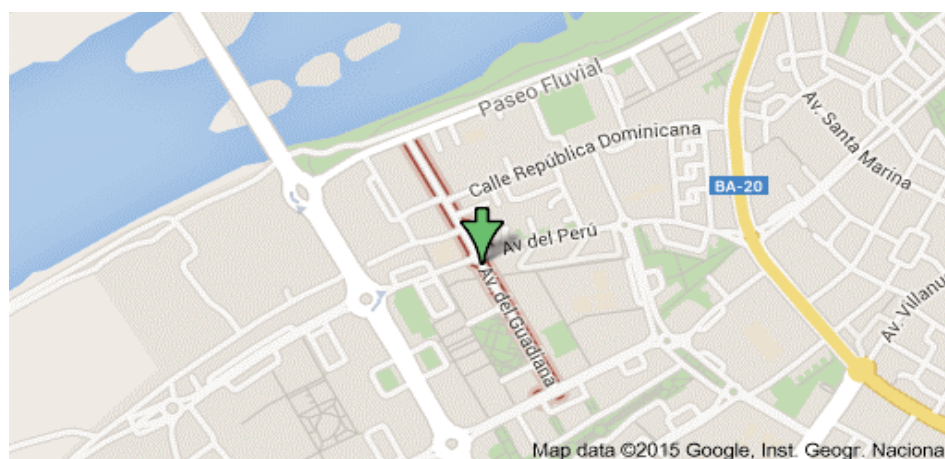 Paseo Fluvial
Calle República Dominicana
Av. Santa Marina
BA-20
Av del Perú
Av. del Guadiana
Av. Villanu
Map data ©2015 Google, Inst. Geogr. Naciona